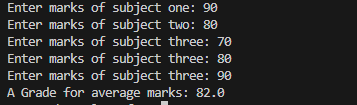 Enter marks of subject one: 90
Enter marks of subject two: 80
Enter marks of subject three: 70
Enter marks of subject three: 80
Enter marks of subject three: 90
A Grade for average marks: 82.0